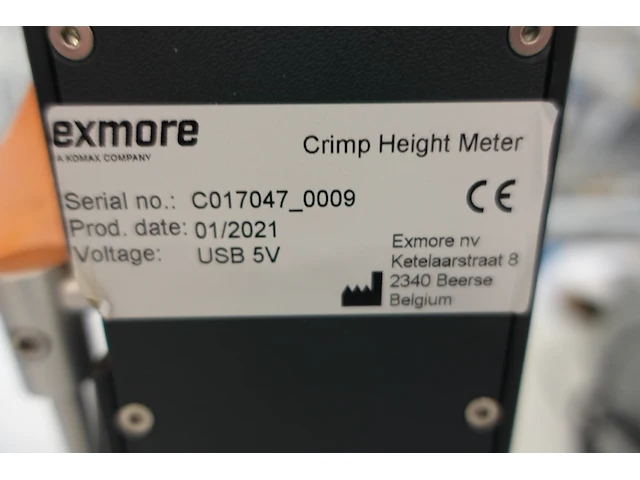 exmore
A KOMAX COMPANY
Crimp Height Meter
Serial no.: C017047_0009
Prod. date: 01/2021
Voltage: USB 5V
CE
Exmore nv
Ketelaarstraat 8
2340 Beerse
Belgium